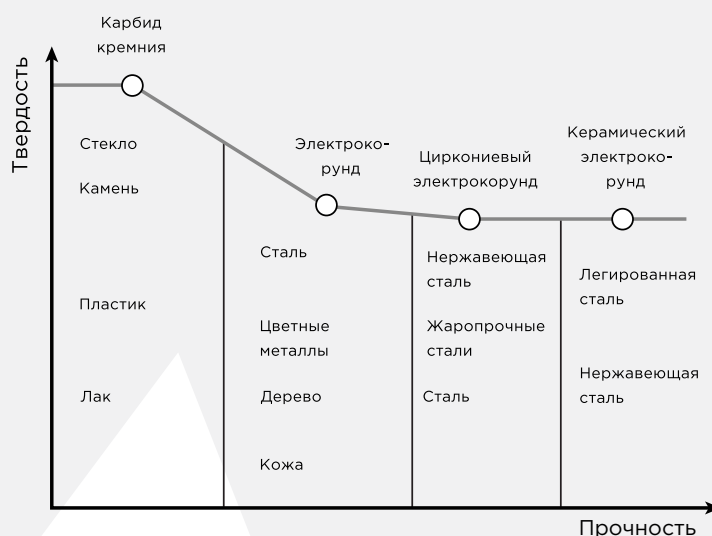 Карбид
кремния
Твердость
Стекло
Камень
Пластик
Лак
Электроко-
рунд
Сталь
Цветные
металлы
Дерево
Кожа
Циркониевый
электрокорунд
Нержавеющая
сталь
Жаропрочные
стали
Сталь
Керамический
электроко-
рунд
Легированная
сталь
Нержавеющая
сталь
Прочность